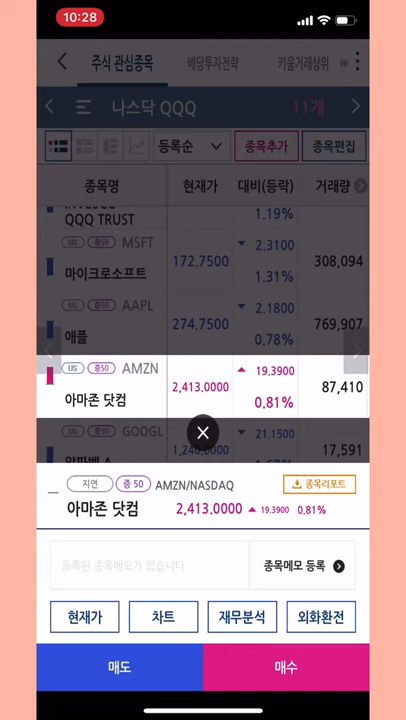 10:28
주식 관심종목 배당투자전략 키움거래상위
나스닥 QQQ 11개
등록순 종목추가 종목편집
종목명 현재가 대비(등락) 거래량
QQQ TRUST 1.19%
US 증50 MSFT 2.3100
마이크로소프트 172.7500 1.31% 308,094
US 증50 AAPL 2.1800
애플 274.7500 0.78% 769,907
US 증50 AMZN 19.3900
아마존 닷컴 2,413.0000 0.81% 87,410
US 증50 GOOGL 21.1500
17,591
지연 증 50 AMZN/NASDAQ 종목리포트
아마존 닷컴 2,413.0000 19.3900 0.81%
등록된 종목메모가 없습니다. 종목메모 등록
현재가 차트 재무분석 외화환전
매도 매수